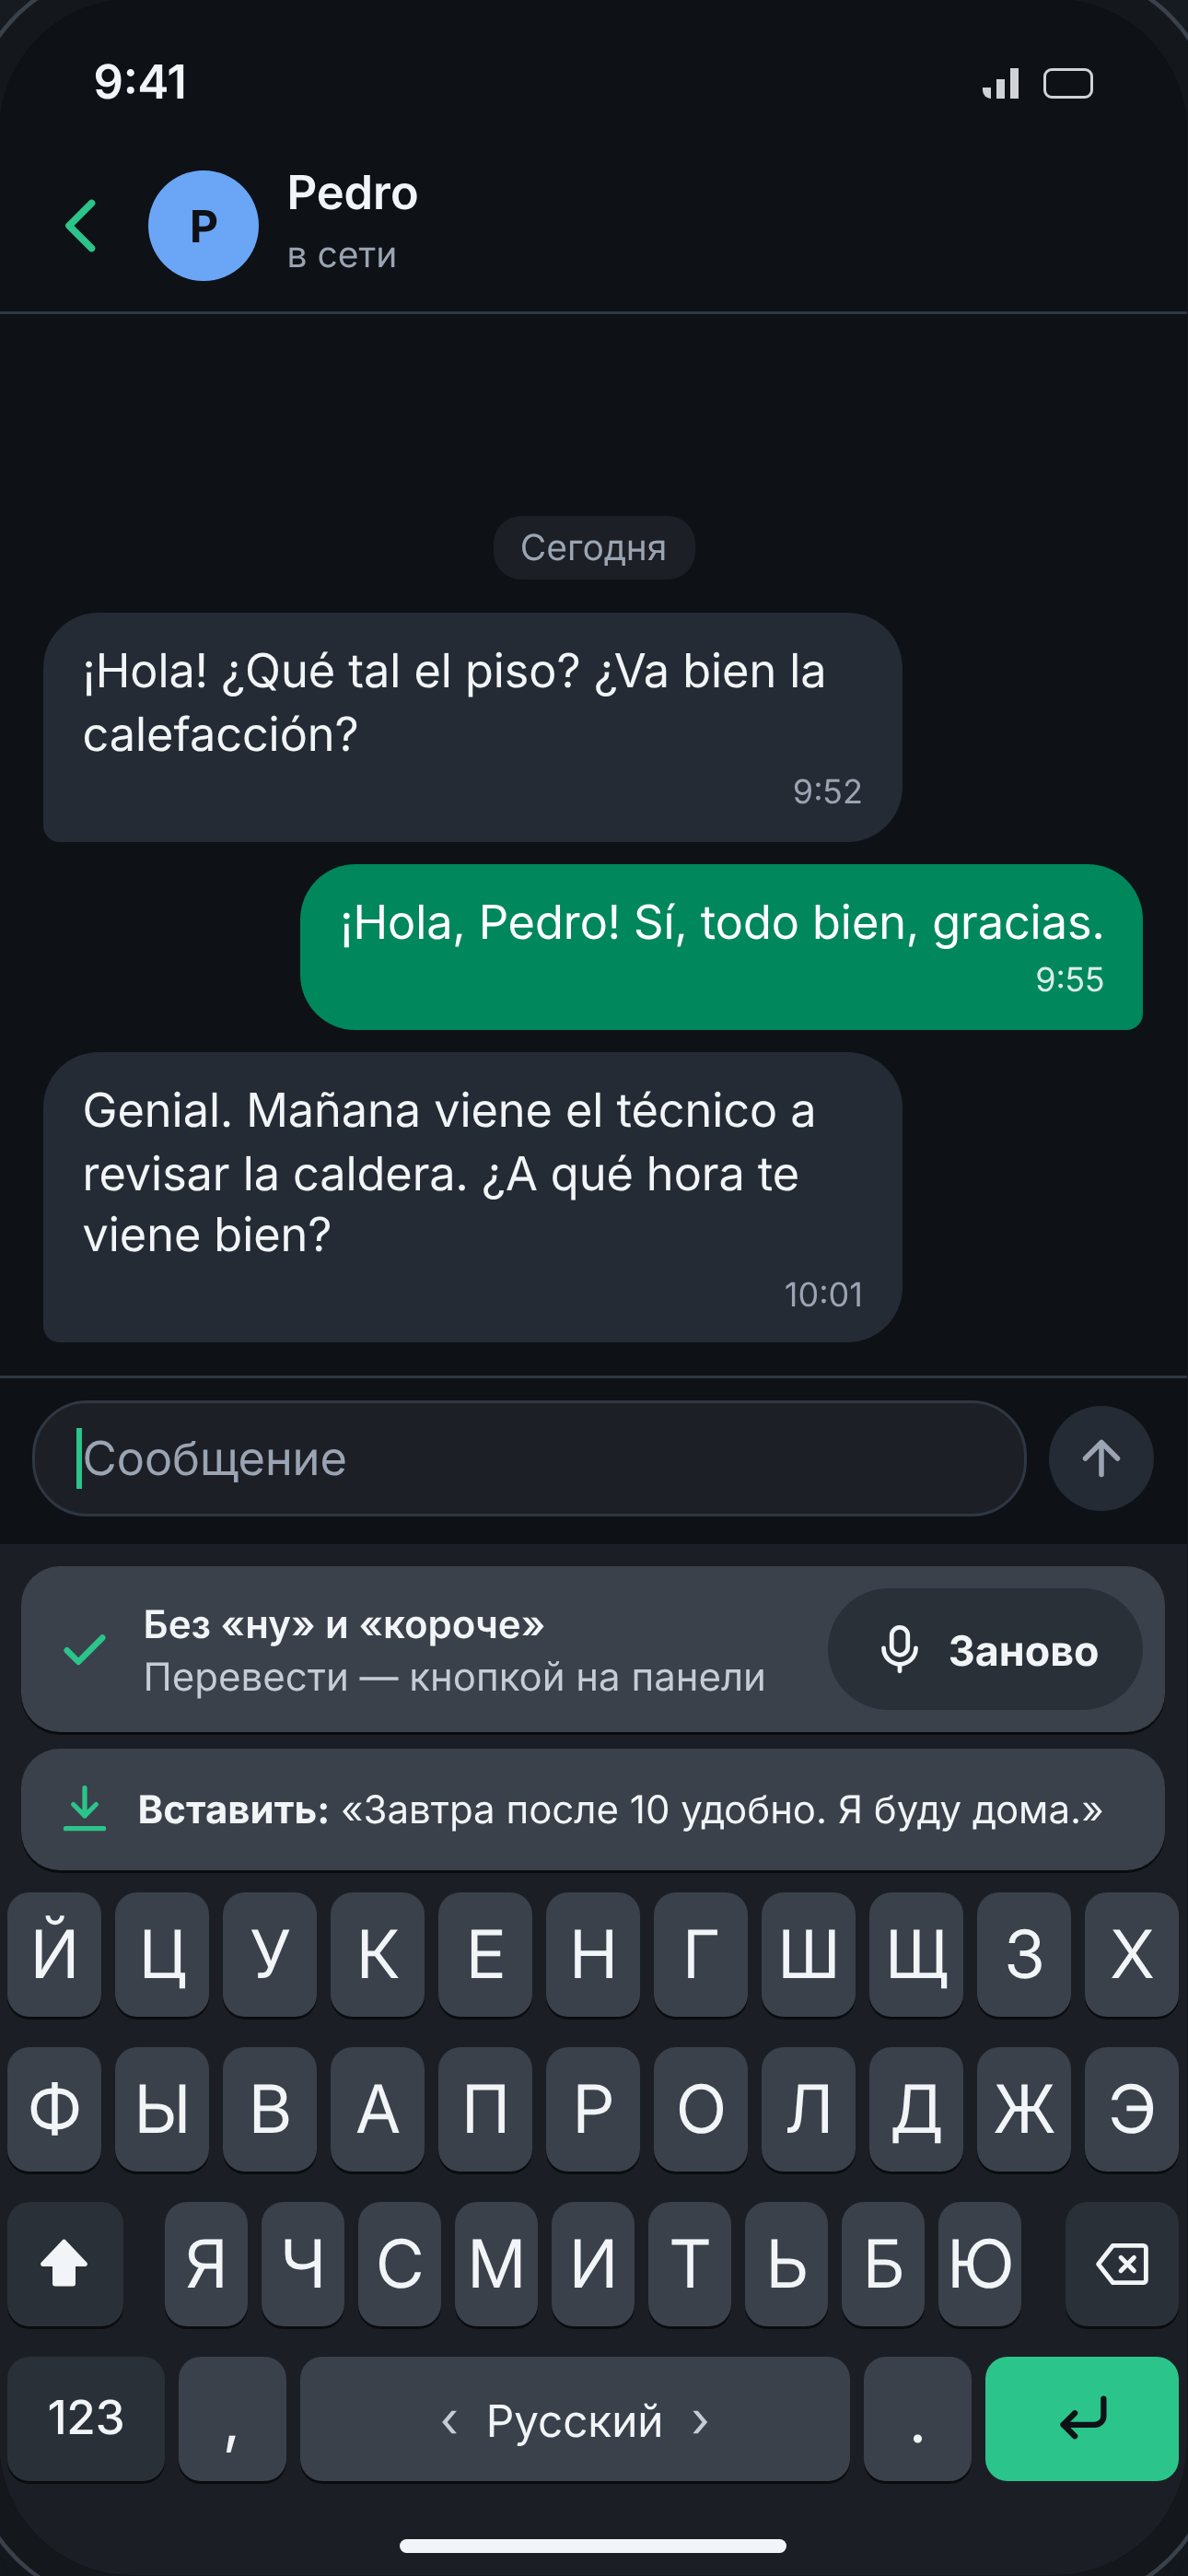 9:41
P
Pedro
в сети
Сегодня
¡Hola! ¿Qué tal el piso? ¿Va bien la
calefacción?
9:52
¡Hola, Pedro! Sí, todo bien, gracias.
9:55
Genial. Mañana viene el técnico a
revisar la caldera. ¿A qué hora te
viene bien?
10:01
Сообщение
Без «ну» и «короче»
Перевести — кнопкой на панели
Заново
Вставить: «Завтра после 10 удобно. Я буду дома.»
Й Ц У К Е Н Г Ш Щ З Х
Ф Ы В А П Р О Л Д Ж Э
Я Ч С М И Т Ь Б Ю
123 , ‹ Русский › .